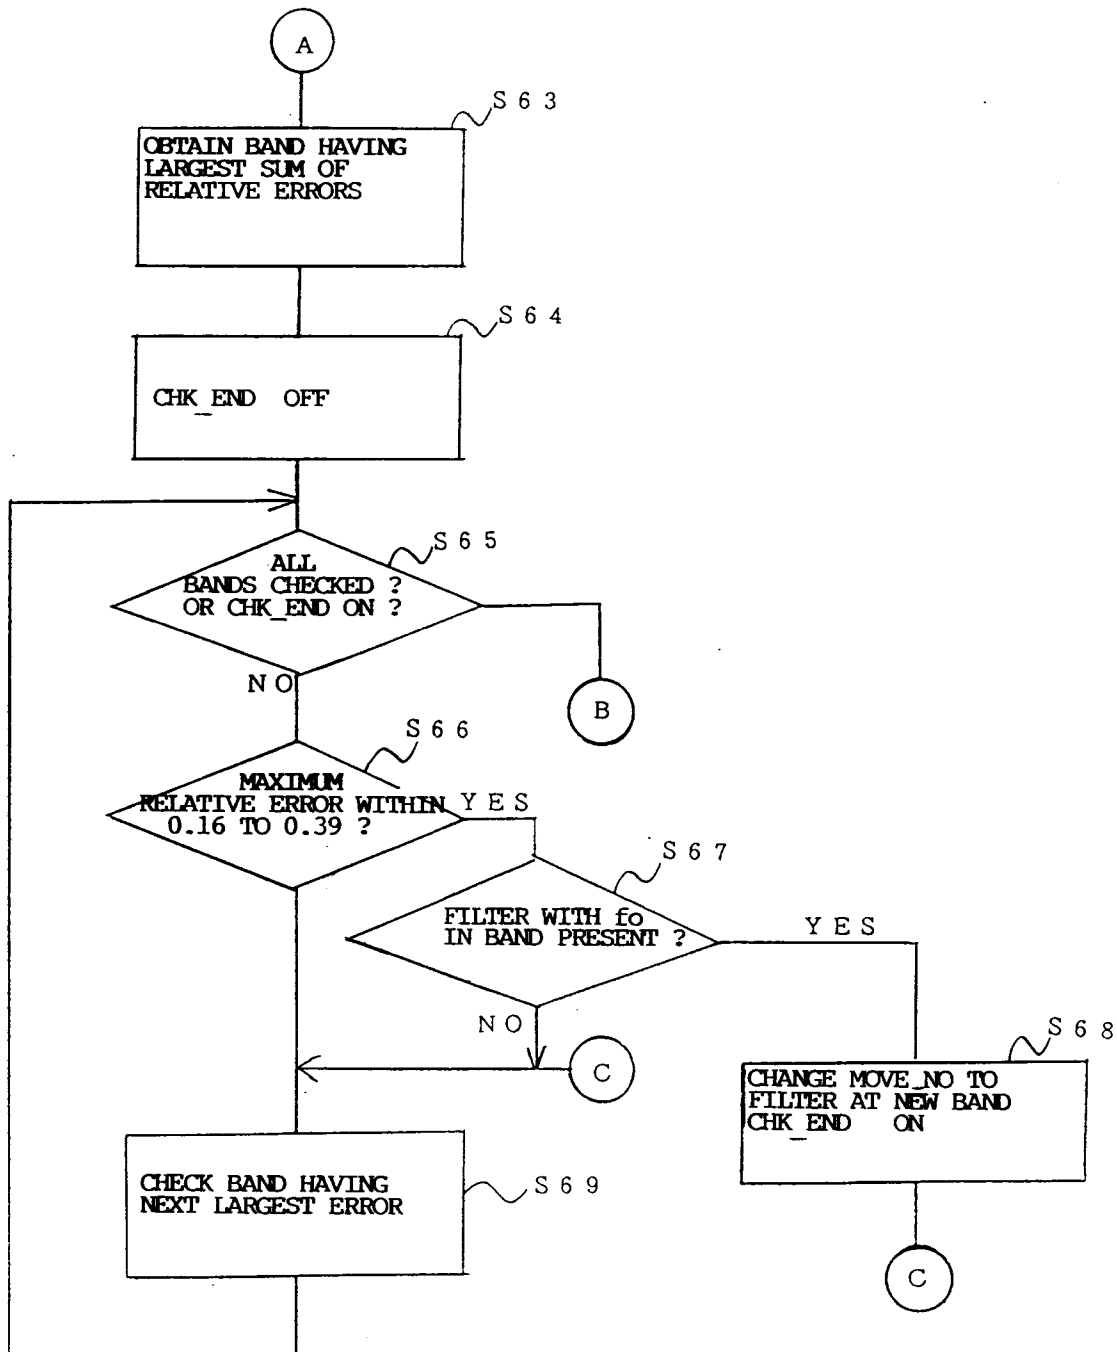 A
S63
OBTAIN BAND HAVING
LARGEST SUM OF
RELATIVE ERRORS
S64
CHK_END OFF
S65
ALL
BANDS CHECKED ?
OR CHK_END ON ?
NO
B
S66
MAXIMUM
RELATIVE ERROR WITHIN
0.16 TO 0.39 ?
YES
S67
FILTER WITH fo
IN BAND PRESENT ?
YES
NO
C
S68
CHANGE MOVE_NO TO
FILTER AT NEW BAND
CHK_END ON
S69
CHECK BAND HAVING
NEXT LARGEST ERROR
C